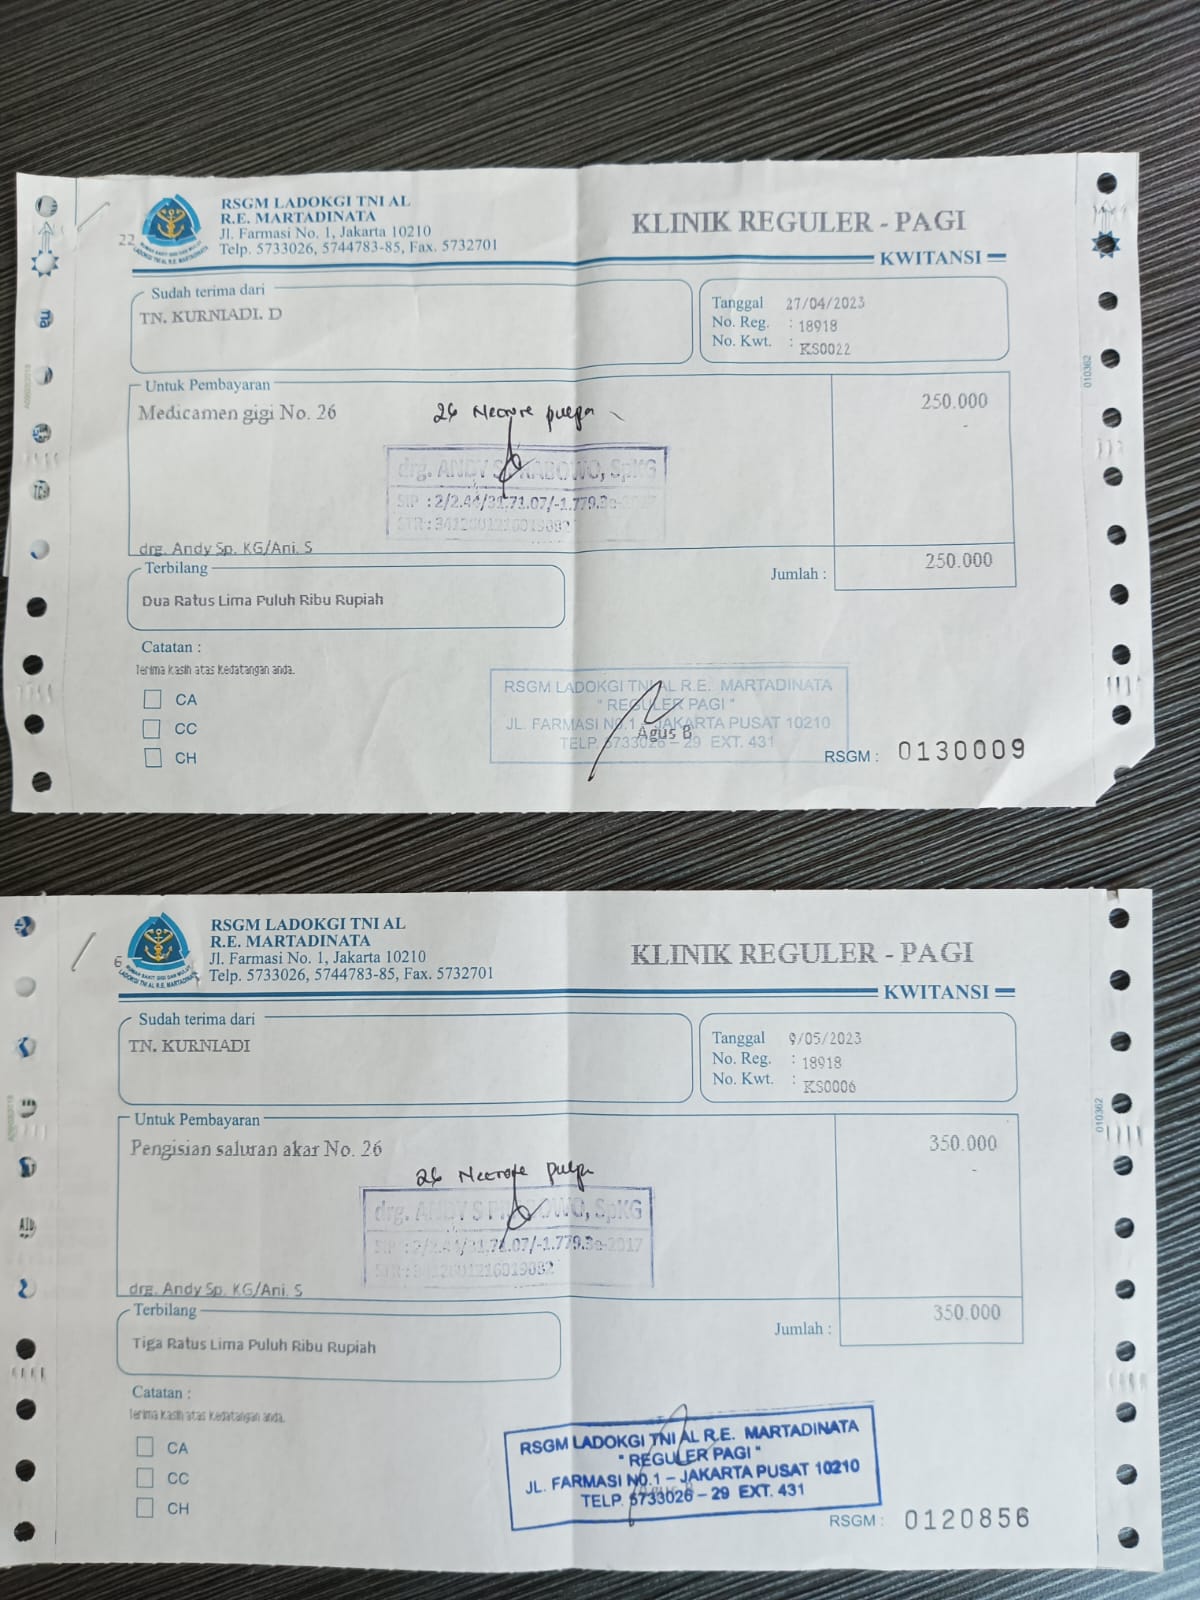 RSGM LADOKGI TNI AL
R.E. MARTADINATA
Jl. Farmasi No. 1, Jakarta 10210
Telp. 5733026, 5744783-85, Fax. 5732701
22
KLINIK REGULER - PAGI
KWITANSI
Sudah terima dari
TN. KURNIADI. D
Tanggal 27/04/2023
No. Reg. : 18918
No. Kwt. : KS0022
Untuk Pembayaran
Medicamen gigi No. 26
250.000
-
26 Necrose pulpa
drg. ANDY S PRABOWO, SpKG
SIP : 2/2.44/31.71.07/-1.779.3e-2017
STR : 3412601216019082
drg. Andy Sp. KG/Ani. S
Jumlah : 250.000
Terbilang
Dua Ratus Lima Puluh Ribu Rupiah
Catatan :
Terima Kasih atas Kedatangan anda.
CA
CC
CH
RSGM LADOKGI TNI AL R.E. MARTADINATA
" REGULER PAGI "
JL. FARMASI NO.1 – JAKARTA PUSAT 10210
TELP. 5733026 – 29 EXT. 431
Agus B
RSGM : 0130009
010362
RSGM LADOKGI TNI AL
R.E. MARTADINATA
Jl. Farmasi No. 1, Jakarta 10210
Telp. 5733026, 5744783-85, Fax. 5732701
6
KLINIK REGULER - PAGI
KWITANSI
Sudah terima dari
TN. KURNIADI
Tanggal 9/05/2023
No. Reg. : 18918
No. Kwt. : KS0006
Untuk Pembayaran
Pengisian saluran akar No. 26
350.000
-
26 Necrose pulpa
drg. ANDY S PRABOWO, SpKG
SIP : 2/2.44/31.71.07/-1.779.3e-2017
STR : 3412601216019082
drg. Andy Sp. KG/Ani. S
Jumlah : 350.000
Terbilang
Tiga Ratus Lima Puluh Ribu Rupiah
Catatan :
Terima Kasih atas Kedatangan anda.
CA
CC
CH
RSGM LADOKGI TNI AL R.E. MARTADINATA
" REGULER PAGI "
JL. FARMASI NO.1 – JAKARTA PUSAT 10210
TELP. 5733026 – 29 EXT. 431
RSGM : 0120856
010362